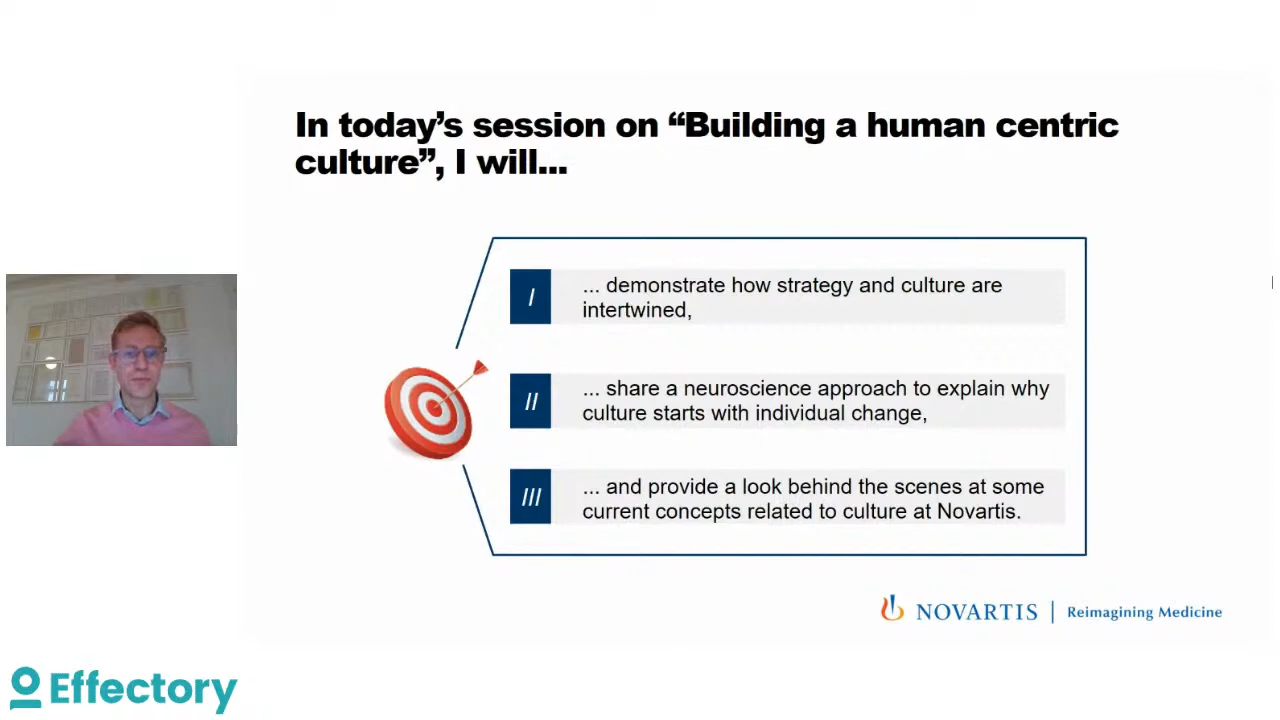 In today’s session on “Building a human centric
culture”, I will...
I
... demonstrate how strategy and culture are
intertwined,
II
... share a neuroscience approach to explain why
culture starts with individual change,
III
... and provide a look behind the scenes at some
current concepts related to culture at Novartis.
NOVARTIS | Reimagining Medicine
Effectory